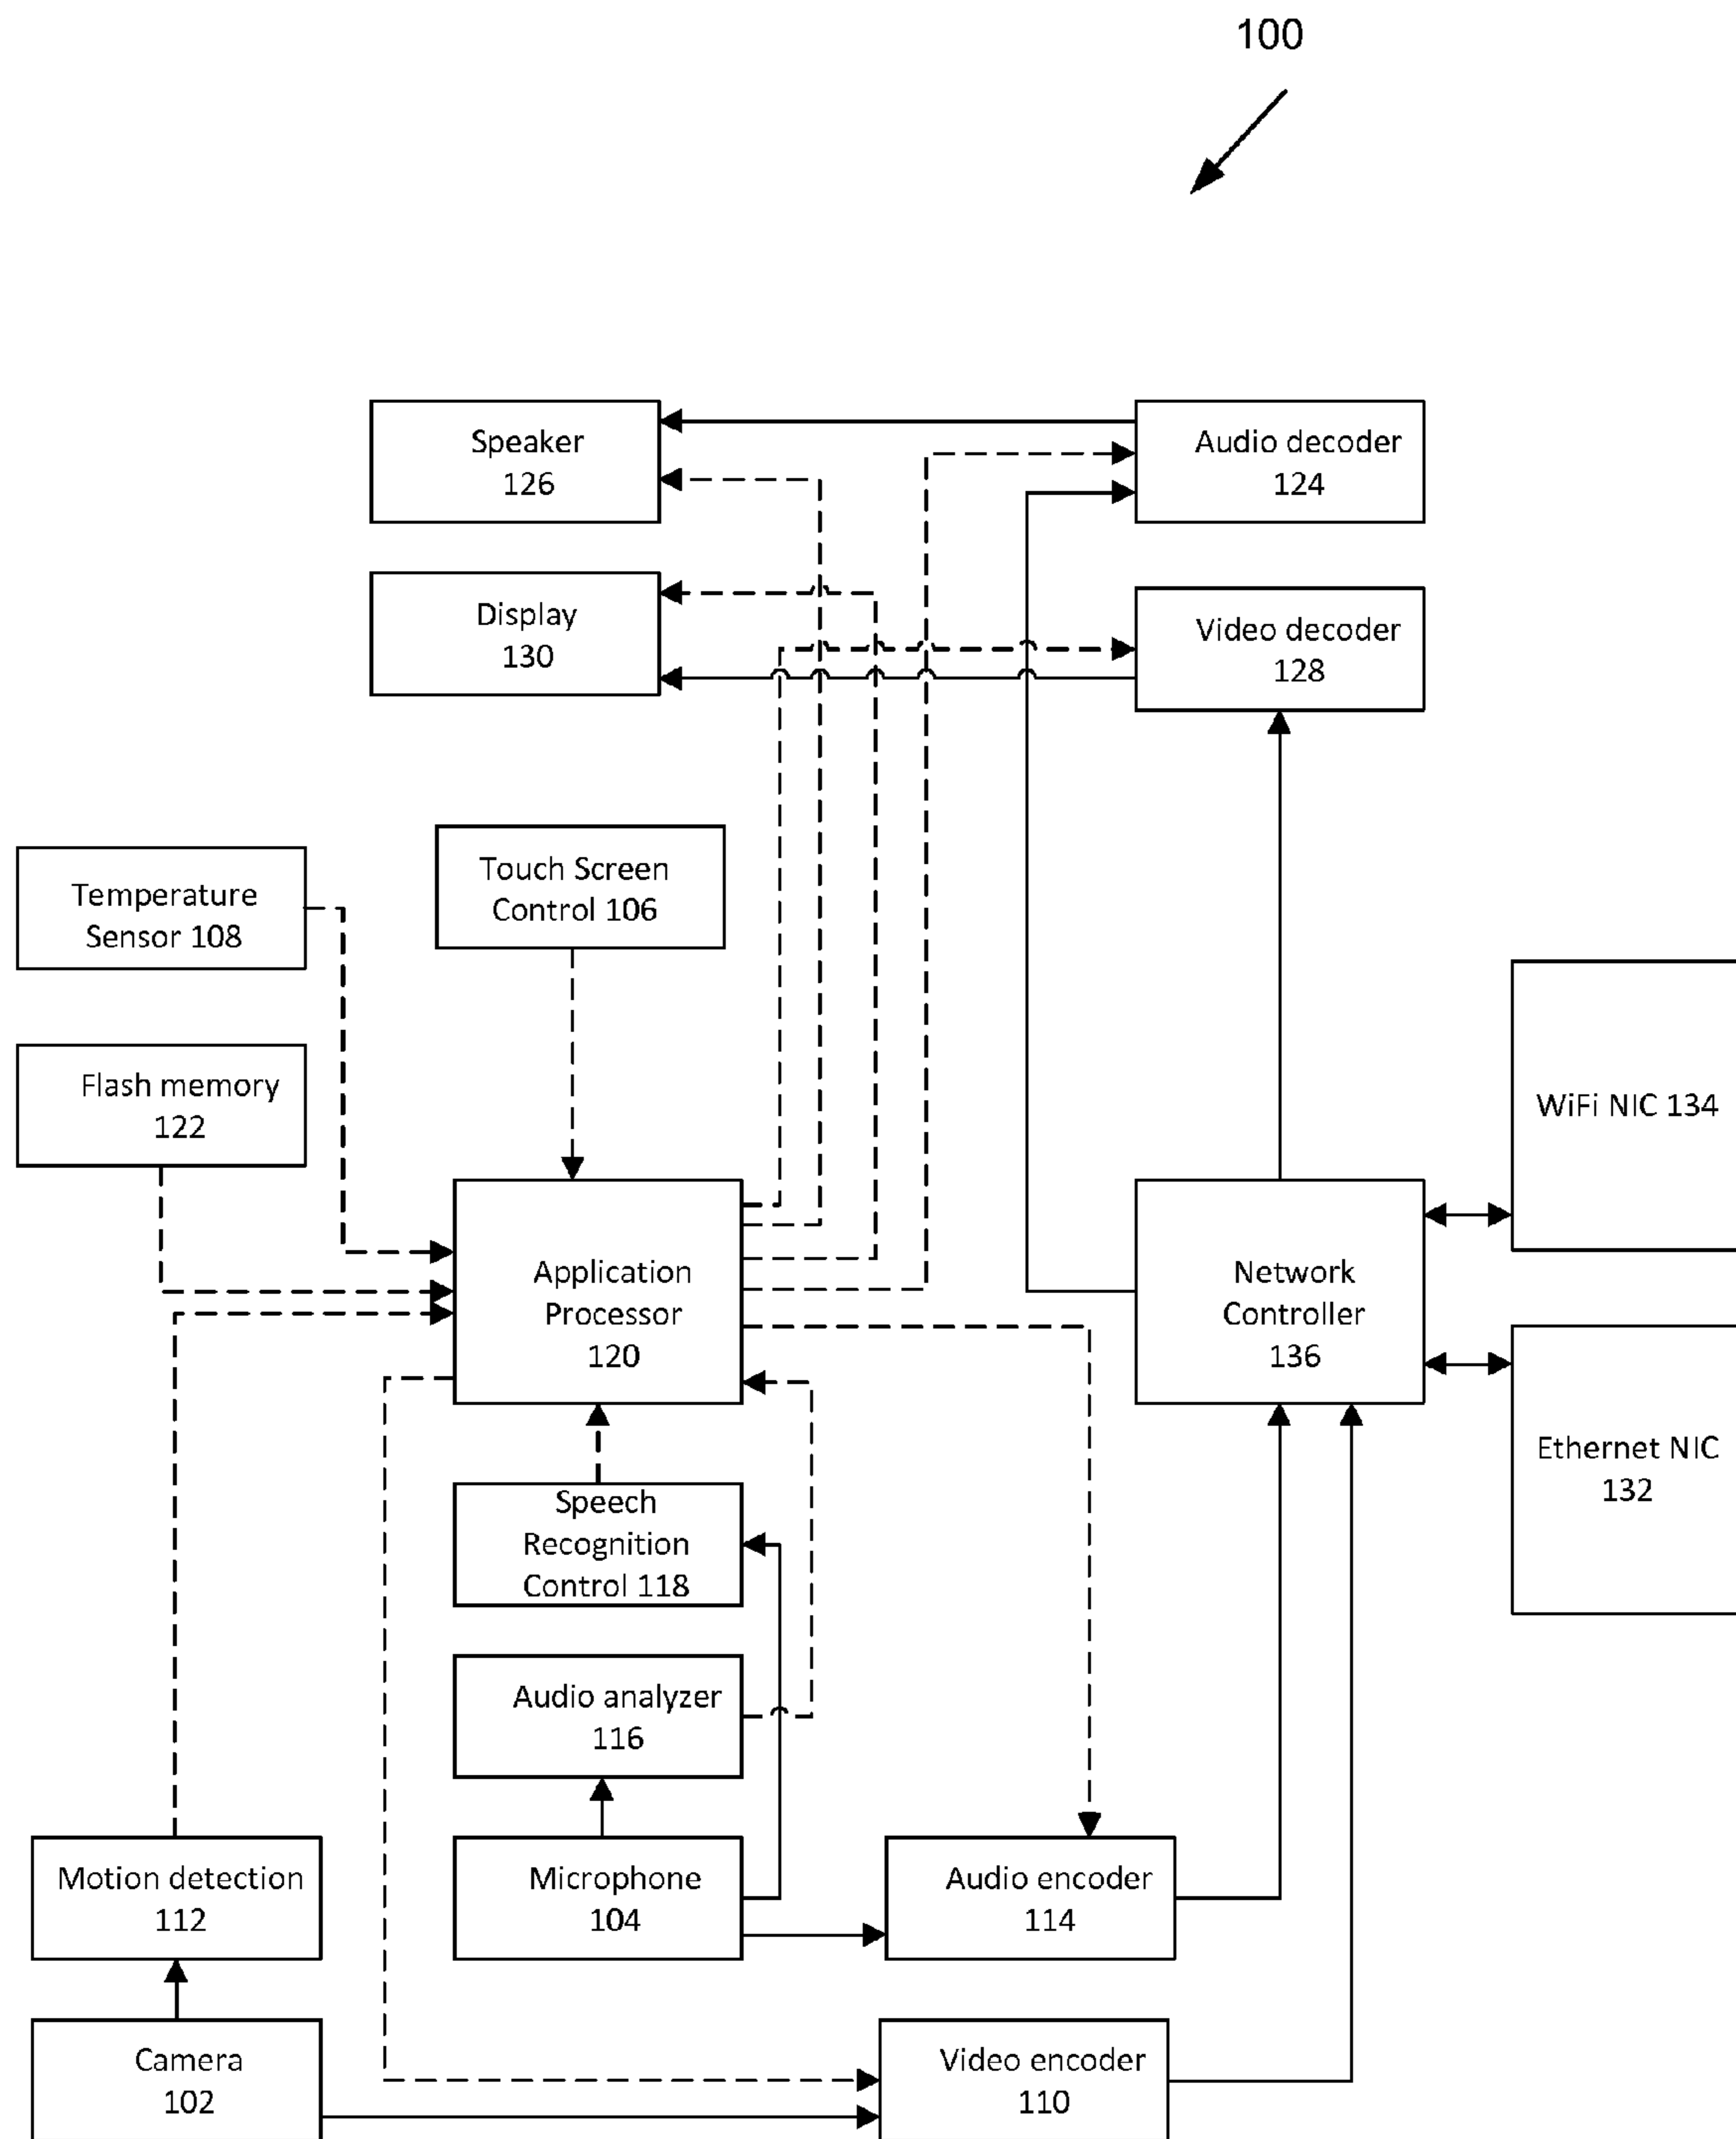 100
Speaker
126
Audio decoder
124
Display
130
Video decoder
128
Touch Screen
Control 106
Temperature
Sensor 108
Flash memory
122
WiFi NIC 134
Application
Processor
120
Network
Controller
136
Ethernet NIC
132
Speech
Recognition
Control 118
Audio analyzer
116
Motion detection
112
Microphone
104
Audio encoder
114
Camera
102
Video encoder
110